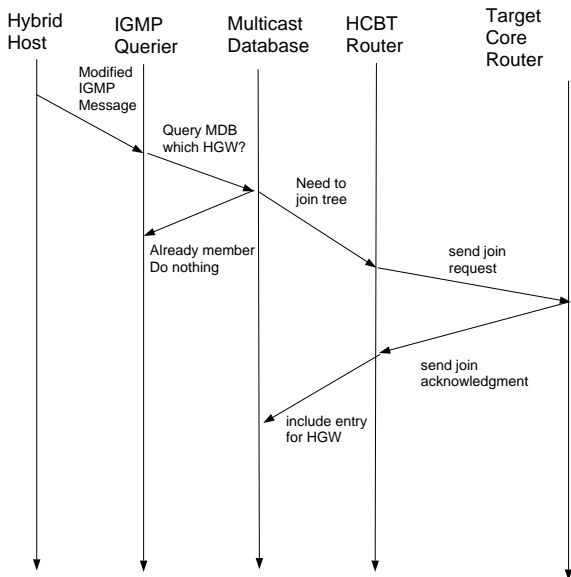 Hybrid
Host
IGMP
Querier
Multicast
Database
HCBT
Router
Target
Core
Router
Modified
IGMP
Message
Query MDB
which HGW?
Need to
join tree
Already member
Do nothing
send join
request
send join
acknowledgment
include entry
for HGW